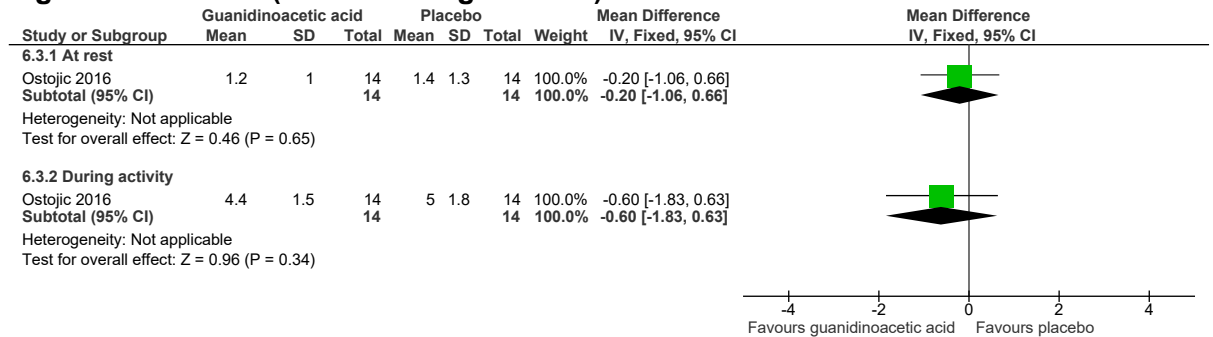 Guanidinoacetic acid Placebo Mean Difference Mean Difference
Study or Subgroup Mean SD Total Mean SD Total Weight IV, Fixed, 95% CI IV, Fixed, 95% CI
6.3.1 At rest
Ostojic 2016 1.2 1 14 1.4 1.3 14 100.0% -0.20 [-1.06, 0.66]
Subtotal (95% CI) 14 14 100.0% -0.20 [-1.06, 0.66]
Heterogeneity: Not applicable
Test for overall effect: Z = 0.46 (P = 0.65)
6.3.2 During activity
Ostojic 2016 4.4 1.5 14 5 1.8 14 100.0% -0.60 [-1.83, 0.63]
Subtotal (95% CI) 14 14 100.0% -0.60 [-1.83, 0.63]
Heterogeneity: Not applicable
Test for overall effect: Z = 0.96 (P = 0.34)
-4 -2 0 2 4
Favours guanidinoacetic acid Favours placebo